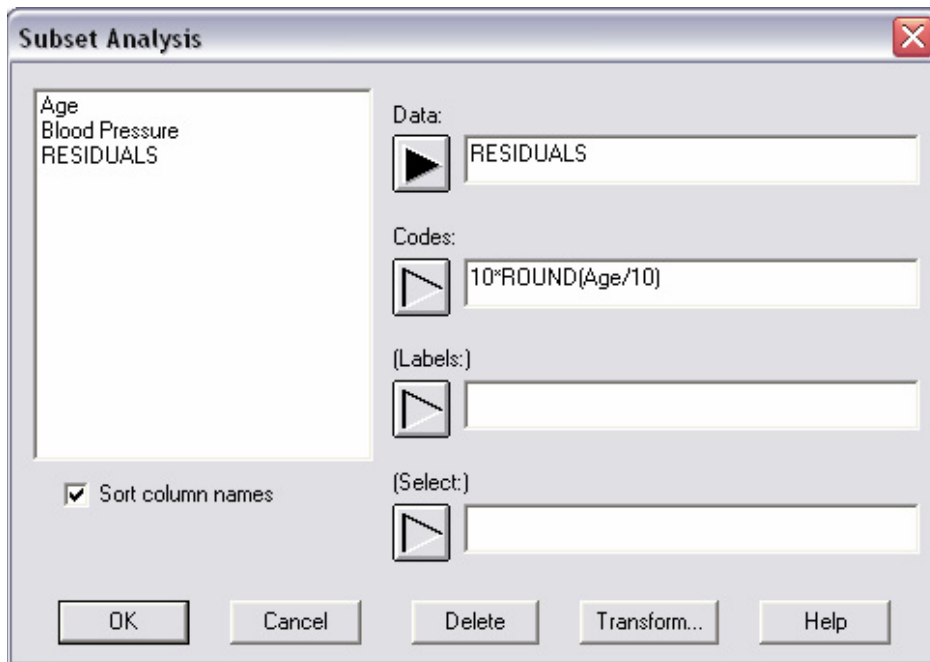 Subset Analysis
Age
Blood Pressure
RESIDUALS
Sort column names
Data:
RESIDUALS
Codes:
10*ROUND(Age/10)
(Labels:)
(Select:)
OK
Cancel
Delete
Transform...
Help